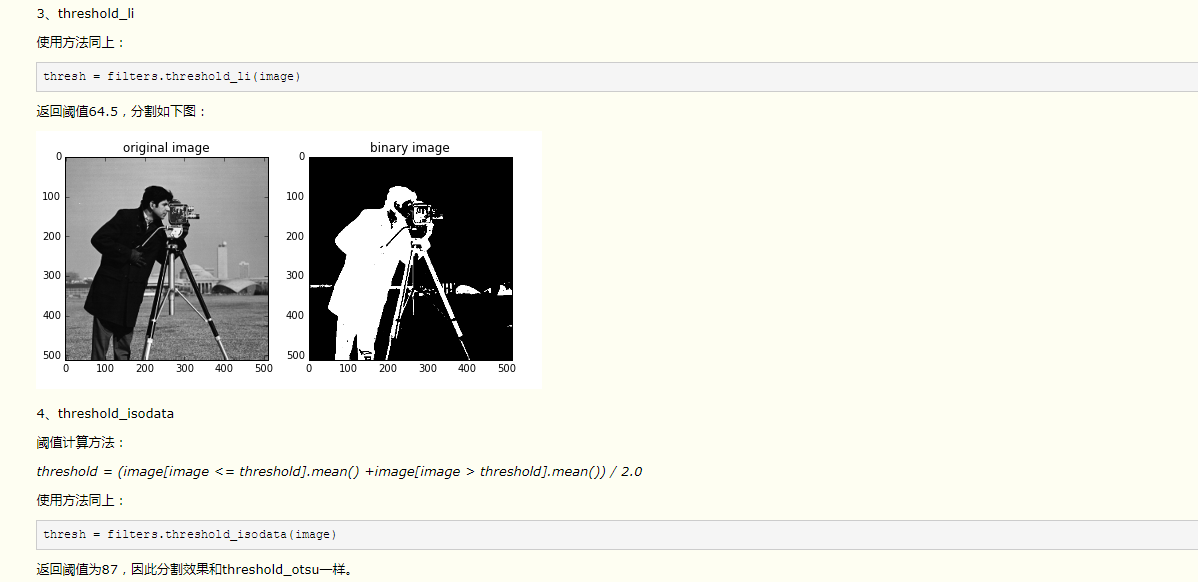 3、threshold_li
使用方法同上：
thresh = filters.threshold_li(image)
返回阈值64.5，分割如下图：
original image
binary image
0
100
200
300
400
500
0 100 200 300 400 500
0
100
200
300
400
500
0 100 200 300 400 500
4、threshold_isodata
阈值计算方法：
threshold = (image[image <= threshold].mean() +image[image > threshold].mean()) / 2.0
使用方法同上：
thresh = filters.threshold_isodata(image)
返回阈值为87，因此分割效果和threshold_otsu一样。